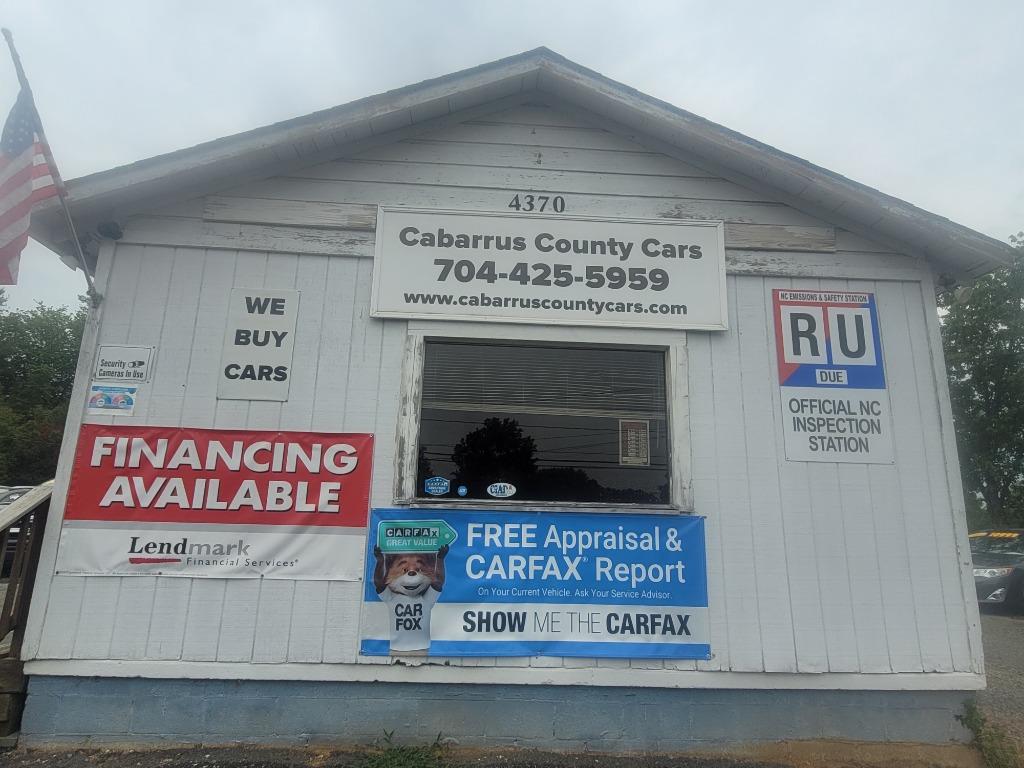 4370
Cabarrus County Cars
704-425-5959
www.cabarruscountycars.com
WE
BUY
CARS
NC EMISSIONS & SAFETY STATION
R U
DUE
OFFICIAL NC
INSPECTION
STATION
Security
Cameras In Use
FINANCING
AVAILABLE
Lendmark
Financial Services
CARFAX
GREAT VALUE
CAR
FOX
FREE Appraisal &
CARFAX® Report
On Your Current Vehicle. Ask Your Service Advisor.
SHOW ME THE CARFAX